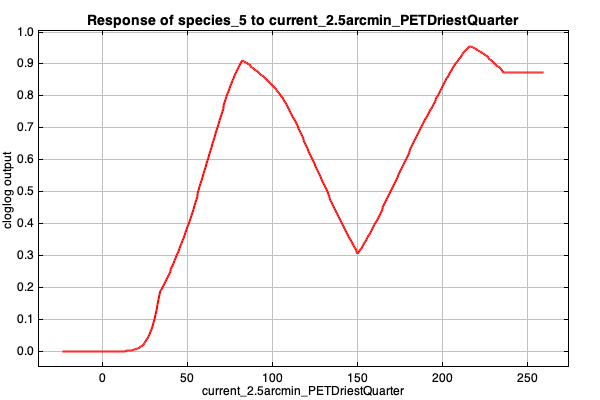 Response of species_5 to current_2.5arcmin_PETDriestQuarter
1.0
0.9
0.8
0.7
0.6
0.5
0.4
0.3
0.2
0.1
0.0
cloglog output
0 50 100 150 200 250
current_2.5arcmin_PETDriestQuarter